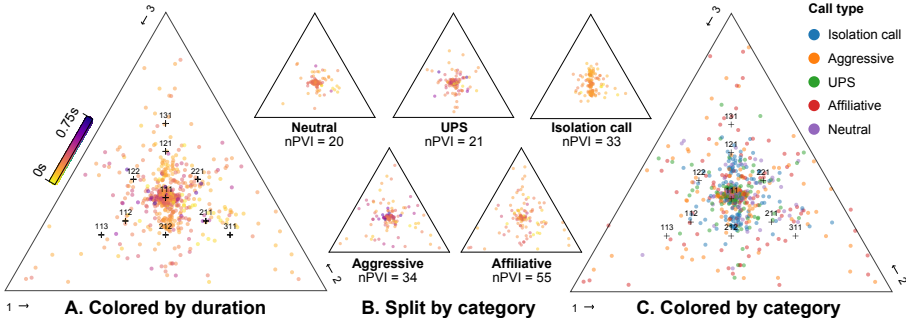 ← 3
0.75s
0s
131
121
122
221
111
112
211
113
212
311
1 →
← 2
A. Colored by duration
Neutral
nPVI = 20
UPS
nPVI = 21
Isolation call
nPVI = 33
Aggressive
nPVI = 34
Affiliative
nPVI = 55
B. Split by category
← 3
131
121
122
221
111
112
211
113
212
311
1 →
← 2
C. Colored by category
Call type
Isolation call
Aggressive
UPS
Affiliative
Neutral